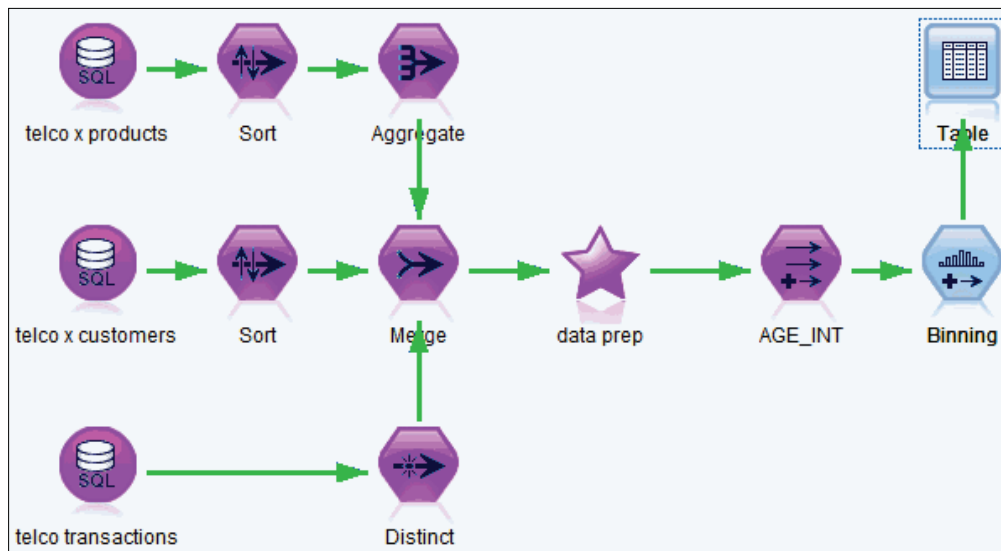 SQL
telco x products
Sort
Aggregate
Table
SQL
telco x customers
Sort
Merge
data prep
AGE_INT
Binning
SQL
telco transactions
Distinct